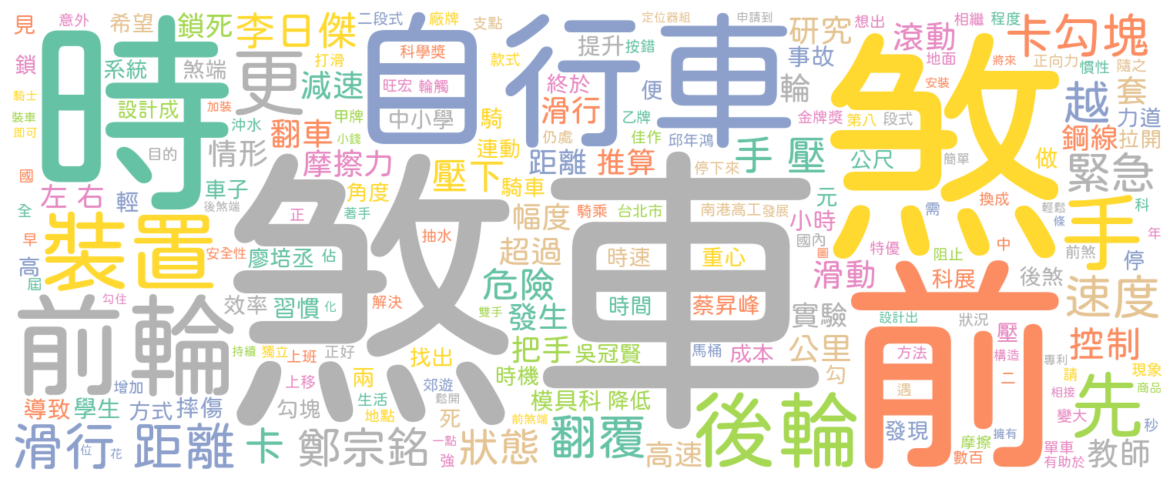 見
意外
希望
鎖死
李日傑
二段式
廠牌
支點
定位器組
申請到
想出
相繼
程度
時
自行車
科學獎
款式
提升
按錯
研究
事故
滾動
地面
正向力
卡勾塊
慣性
鎖
系統
煞端
更
打滑
旺宏
輪觸
終於
便
輪
煞
安裝
將來
隨之
騎士
設計成
加裝
減速
甲牌
中小學
滑行
騎
乙牌
金牌獎
第八
段式
越
套
力道
裝車
即可
沖水
翻車
小錢
仍處
佳作
邱年鴻
鋼線
拉開
目的
情形
摩擦力
連動
距離
推算
手
壓
公尺
簡單
做
緊急
國
左
右
輕
車子
角度
壓下
騎車
停下來
元
需
換成
輕鬆
科
全
後煞端
正
著手
幅度
騎乘
台北市
南港高工
發展
小時
條
手
年
早
裝置
安全性
抽水
超過
時速
重心
國內
圖
特優
阻止
中
前煞
停
高
屆
廖培丞
佔
煞車
危險
滑動
科展
後煞
前輪
勾住
效率
習慣
化
解決
雙手
發生
時間
蔡昇峰
實驗
設計出
狀況
壓
速度
持續
獨立
上班
正好
找出
把手
吳冠賢
馬桶
成本
公里
前
方法
構造
專利
控制
增加
上移
兩
郊遊
時機
勾
遇
二
請
現象
相接
商品
導致
學生
方式
摔傷
勾塊
生活
地點
鬆開
死
前煞端
模具科
降低
後輪
發現
擁有
變大
先
秒
滑行
位
花
距離
卡
鄭宗銘
一點
強
狀態
翻覆
高速
摩擦
數百
單車
有助於
教師